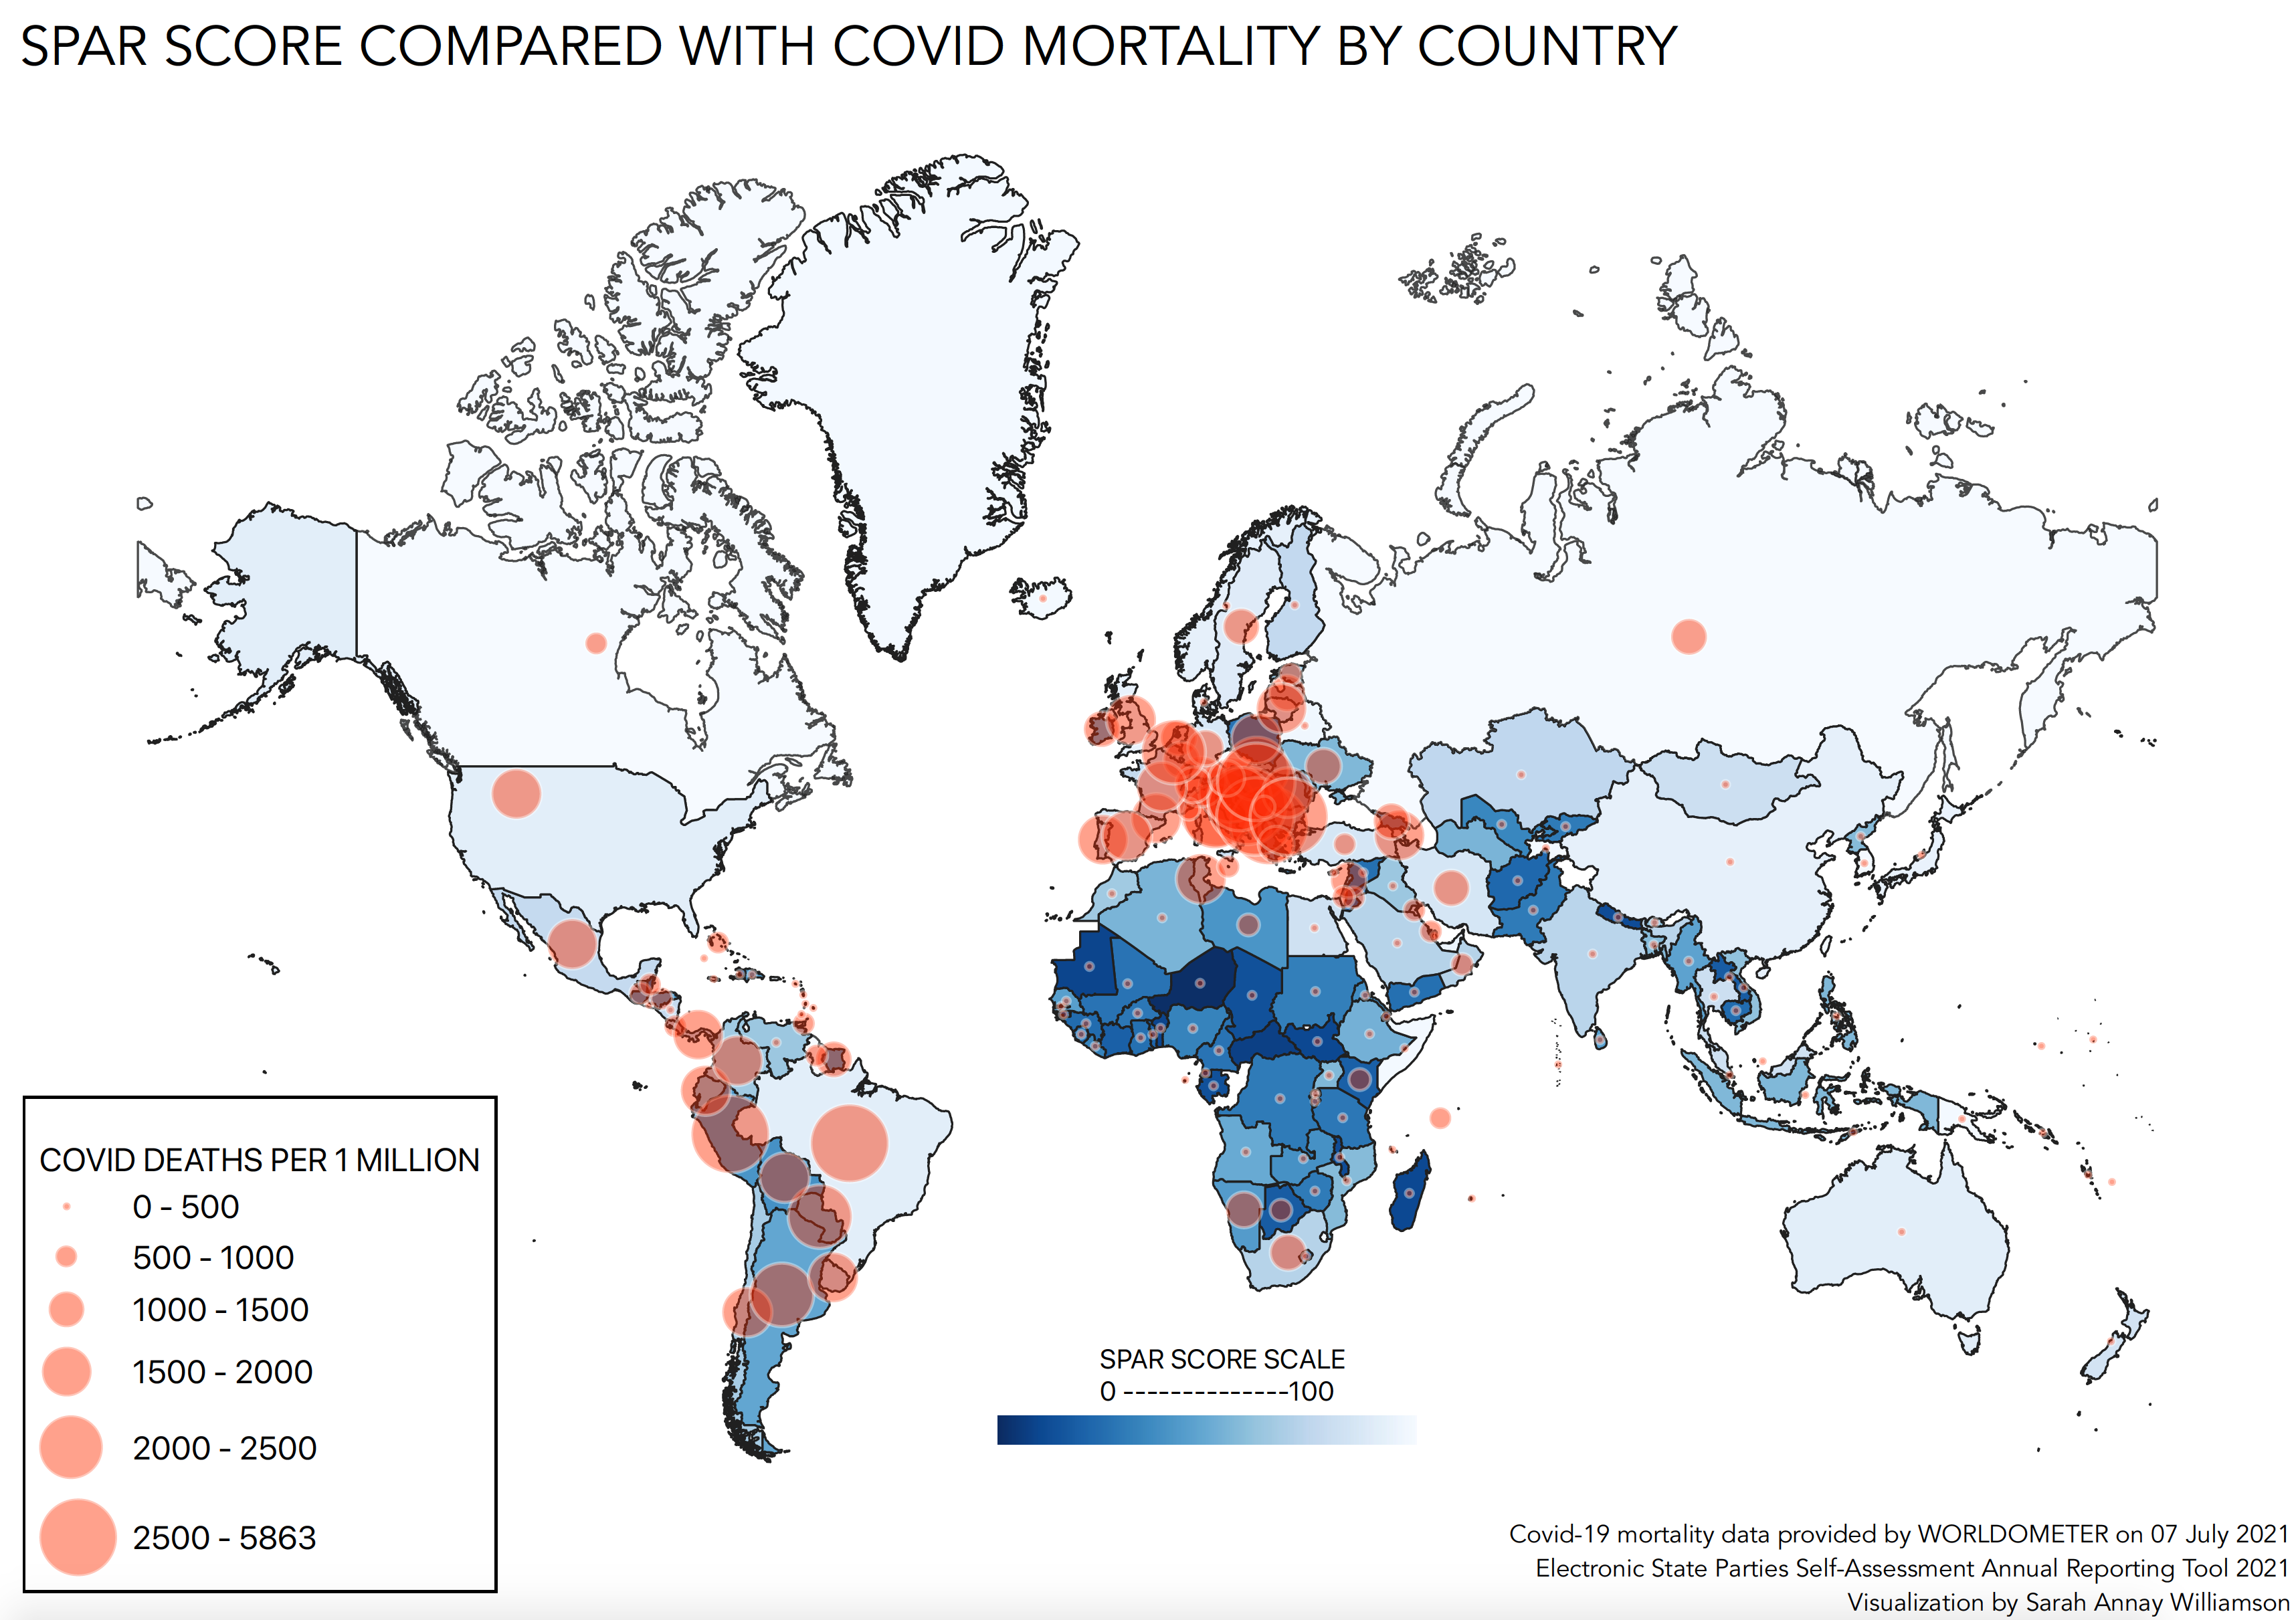 SPAR SCORE COMPARED WITH COVID MORTALITY BY COUNTRY
COVID DEATHS PER 1 MILLION
0 - 500
500 - 1000
1000 - 1500
1500 - 2000
2000 - 2500
2500 - 5863
SPAR SCORE SCALE
0 --------------100
Covid-19 mortality data provided by WORLDOMETER on 07 July 2021
Electronic State Parties Self-Assessment Annual Reporting Tool 2021
Visualization by Sarah Annay Williamson